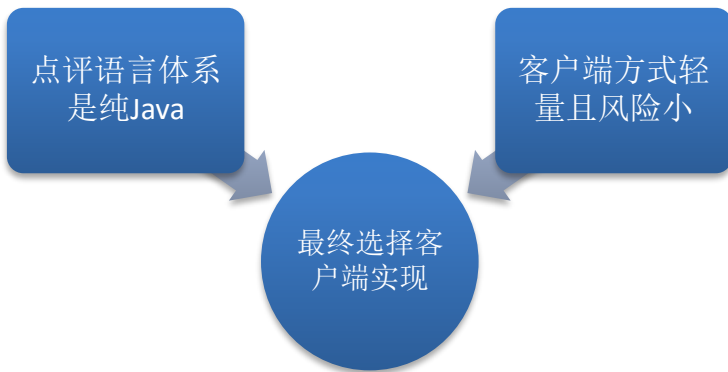 点评语言体系
是纯Java
客户端方式轻
量且风险小
最终选择客
户端实现